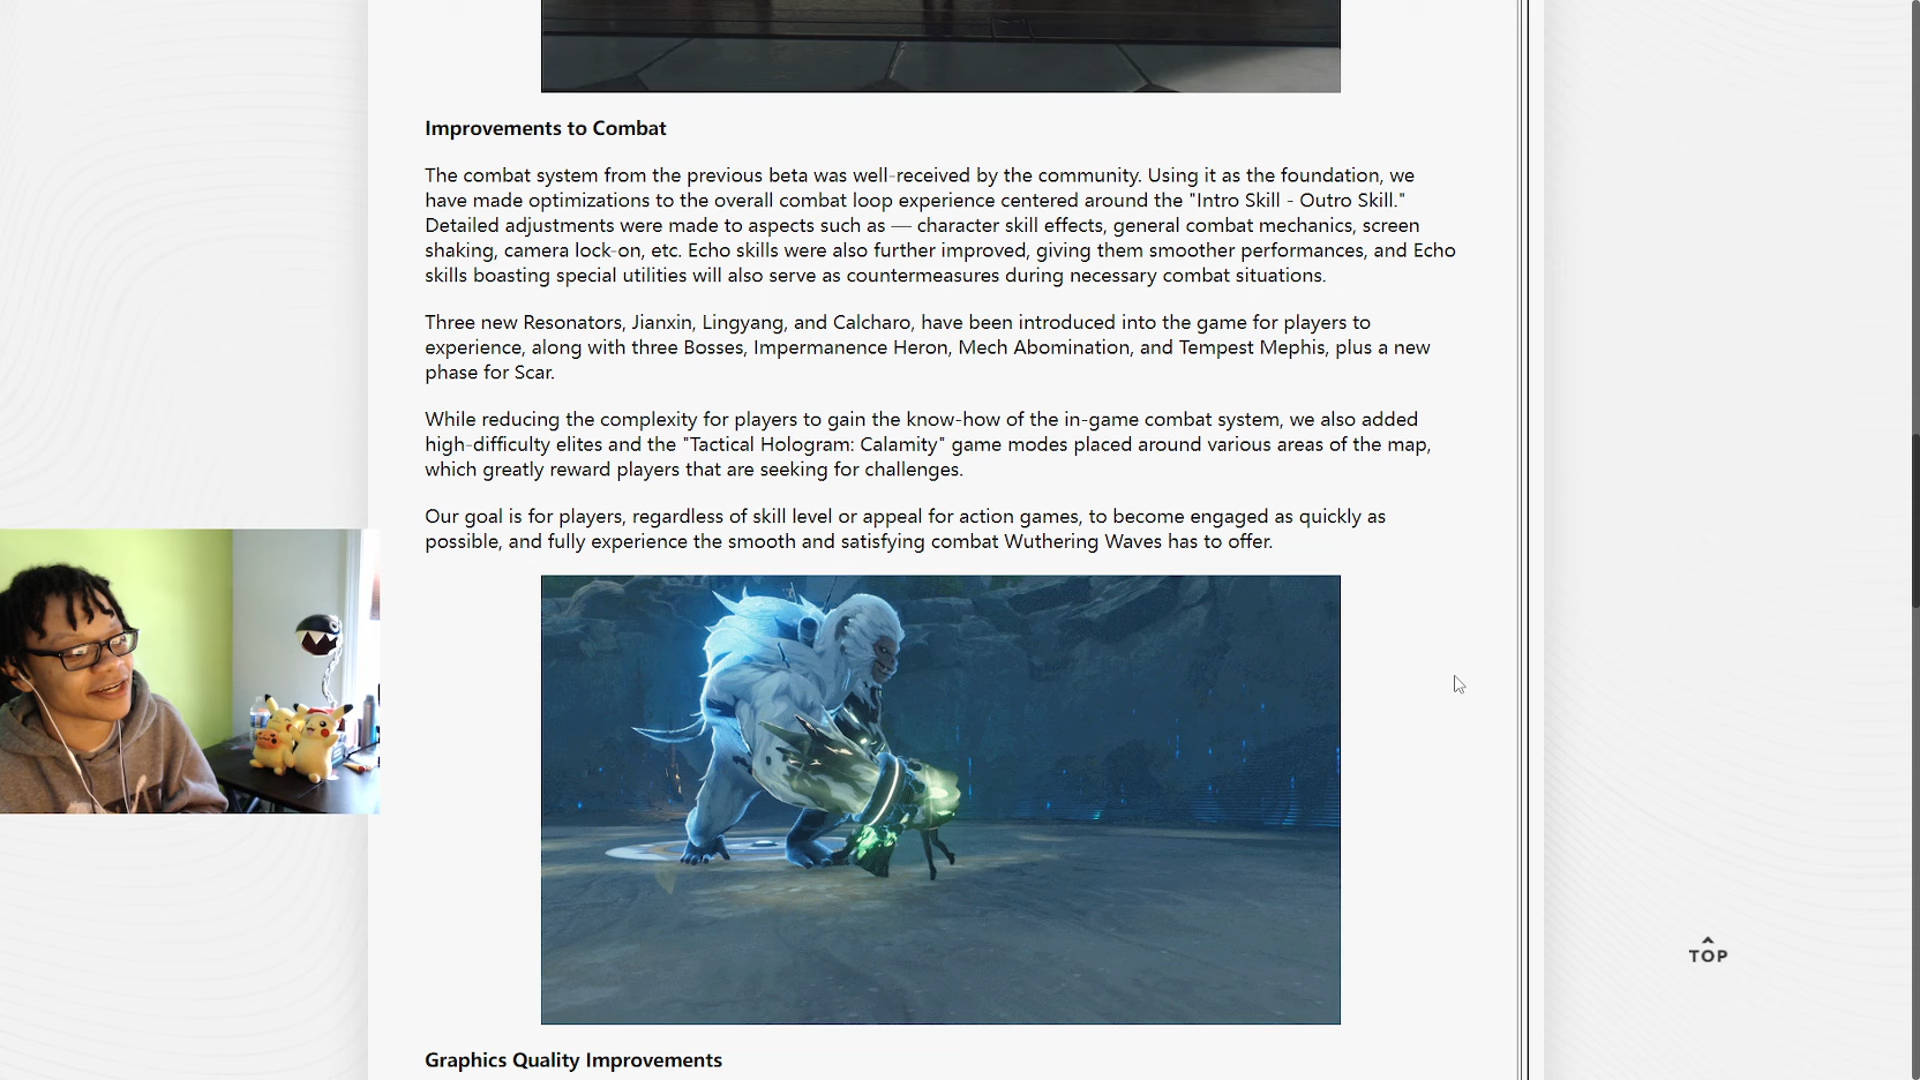 Improvements to Combat
The combat system from the previous beta was well-received by the community. Using it as the foundation, we
have made optimizations to the overall combat loop experience centered around the "Intro Skill - Outro Skill."
Detailed adjustments were made to aspects such as — character skill effects, general combat mechanics, screen
shaking, camera lock-on, etc. Echo skills were also further improved, giving them smoother performances, and Echo
skills boasting special utilities will also serve as countermeasures during necessary combat situations.
Three new Resonators, Jianxin, Lingyang, and Calcharo, have been introduced into the game for players to
experience, along with three Bosses, Impermanence Heron, Mech Abomination, and Tempest Mephis, plus a new
phase for Scar.
While reducing the complexity for players to gain the know-how of the in-game combat system, we also added
high-difficulty elites and the "Tactical Hologram: Calamity" game modes placed around various areas of the map,
which greatly reward players that are seeking for challenges.
Our goal is for players, regardless of skill level or appeal for action games, to become engaged as quickly as
possible, and fully experience the smooth and satisfying combat Wuthering Waves has to offer.
TOP
Graphics Quality Improvements